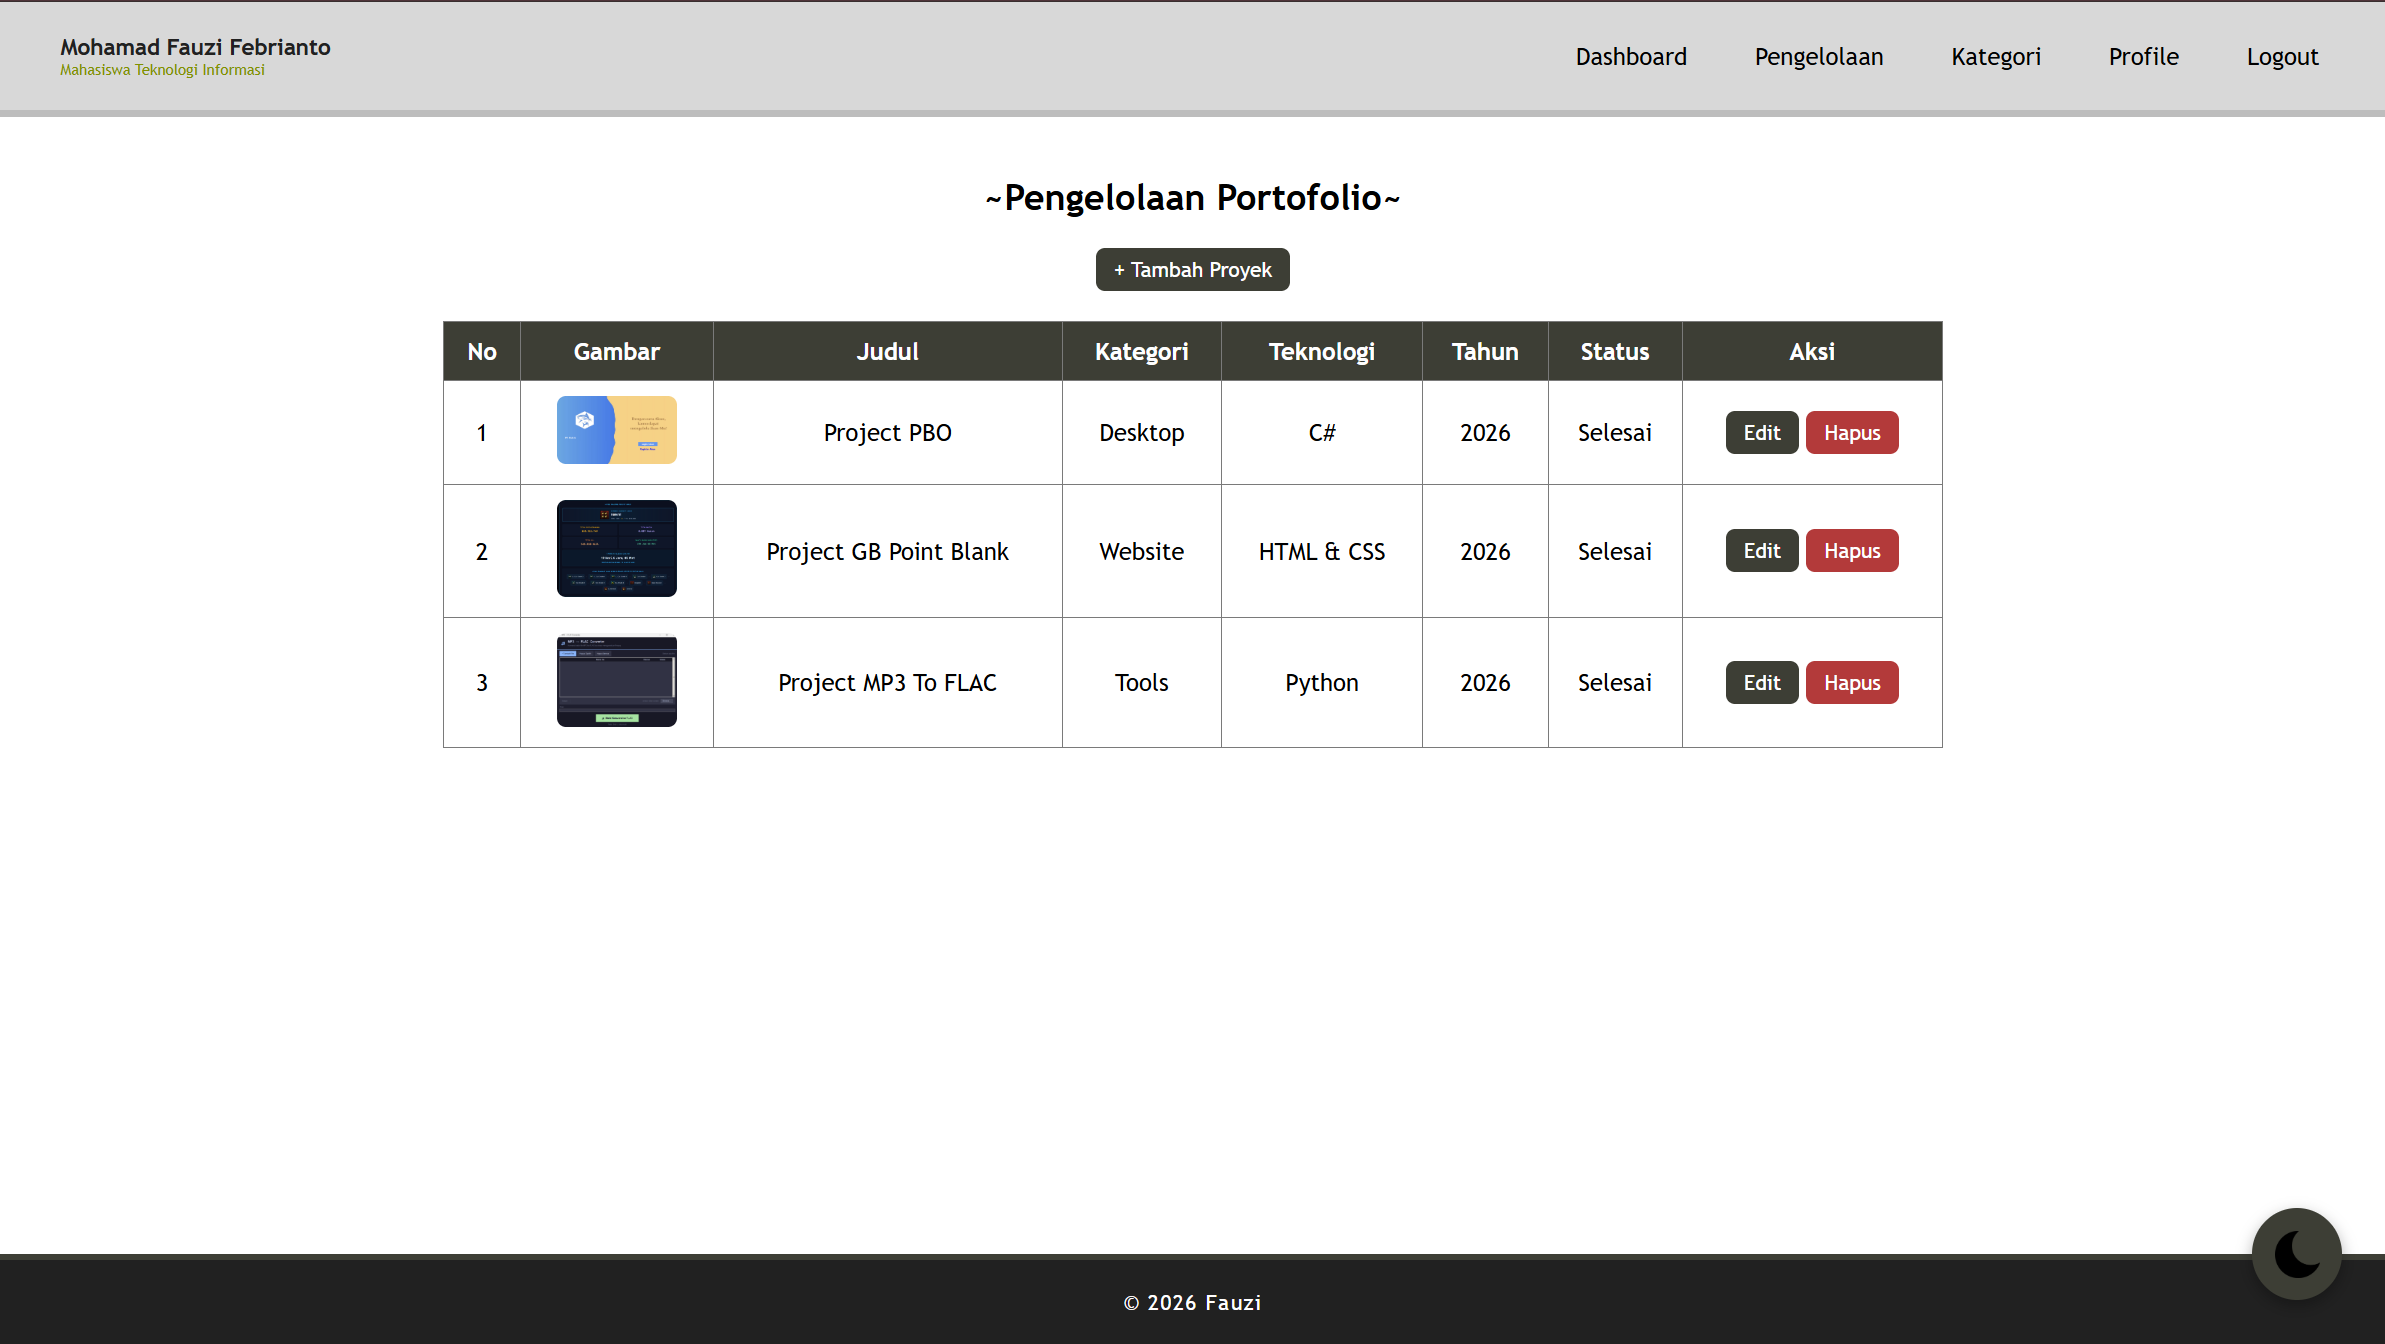 Mohamad Fauzi Febrianto
Mahasiswa Teknologi Informasi
Dashboard Pengelolaan Kategori Profile Logout
~Pengelolaan Portofolio~
+ Tambah Proyek
No Gambar Judul Kategori Teknologi Tahun Status Aksi
1 Project PBO Desktop C# 2026 Selesai Edit Hapus
2 Project GB Point Blank Website HTML & CSS 2026 Selesai Edit Hapus
3 Project MP3 To FLAC Tools Python 2026 Selesai Edit Hapus
© 2026 Fauzi